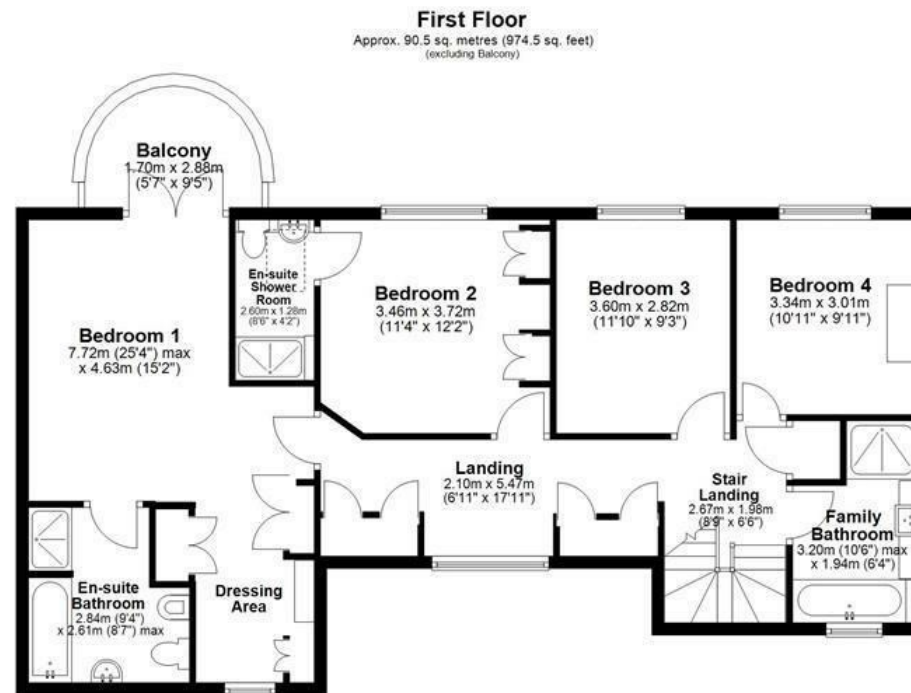 First Floor
Approx. 90.5 sq. metres (974.5 sq. feet)
(excluding Balcony)
Balcony
1.70m x 2.88m
(5'7" x 9'5")
En-suite
Shower
Room
2.60m x 1.28m
(8'6" x 4'2")
Bedroom 2
3.46m x 3.72m
(11'4" x 12'2")
Bedroom 3
3.60m x 2.82m
(11'10" x 9'3")
Bedroom 4
3.34m x 3.01m
(10'11" x 9'11")
Bedroom 1
7.72m (25'4") max
x 4.63m (15'2")
Landing
2.10m x 5.47m
(6'11" x 17'11")
Stair
Landing
2.67m x 1.98m
(8'9" x 6'6")
Family
Bathroom
3.20m (10'6") max
x 1.94m (6'4")
En-suite
Bathroom
2.84m (9'4")
x 2.61m (8'7") max
Dressing
Area